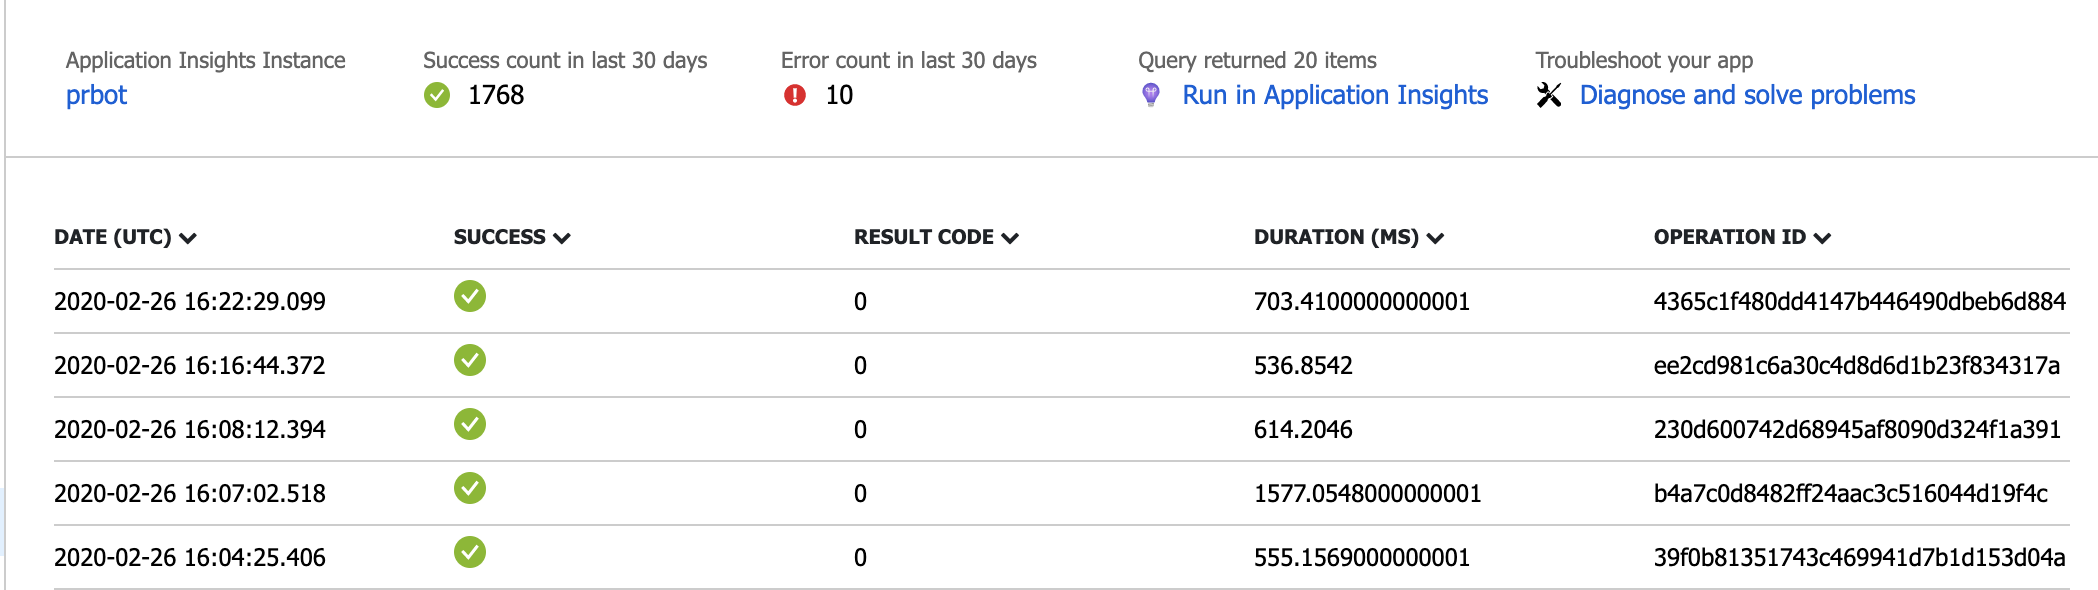 Application Insights Instance Success count in last 30 days Error count in last 30 days Query returned 20 items Troubleshoot your app
prbot 1768 10 Run in Application Insights Diagnose and solve problems
DATE (UTC) SUCCESS RESULT CODE DURATION (MS) OPERATION ID
2020-02-26 16:22:29.099 0 703.4100000000001 4365c1f480dd4147b446490dbeb6d884
2020-02-26 16:16:44.372 0 536.8542 ee2cd981c6a30c4d8d6d1b23f834317a
2020-02-26 16:08:12.394 0 614.2046 230d600742d68945af8090d324f1a391
2020-02-26 16:07:02.518 0 1577.0548000000001 b4a7c0d8482ff24aac3c516044d19f4c
2020-02-26 16:04:25.406 0 555.1569000000001 39f0b81351743c469941d7b1d153d04a